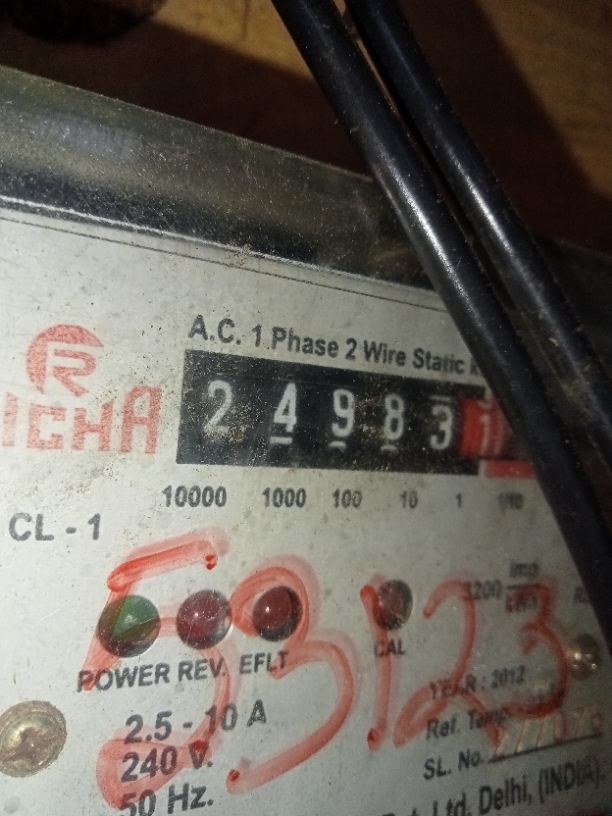 A.C. 1 Phase 2 Wire Static
ICHA
2 4 9 8 3 1
10000 1000 100 10 1 1/10
CL - 1
53123
3200 imp
POWER REV. EFLT CAL
2.5 - 10 A
YEAR : 2012
240 V.
Ref. Temp.
50 Hz.
SL. No.
Ltd. Delhi, (INDIA)